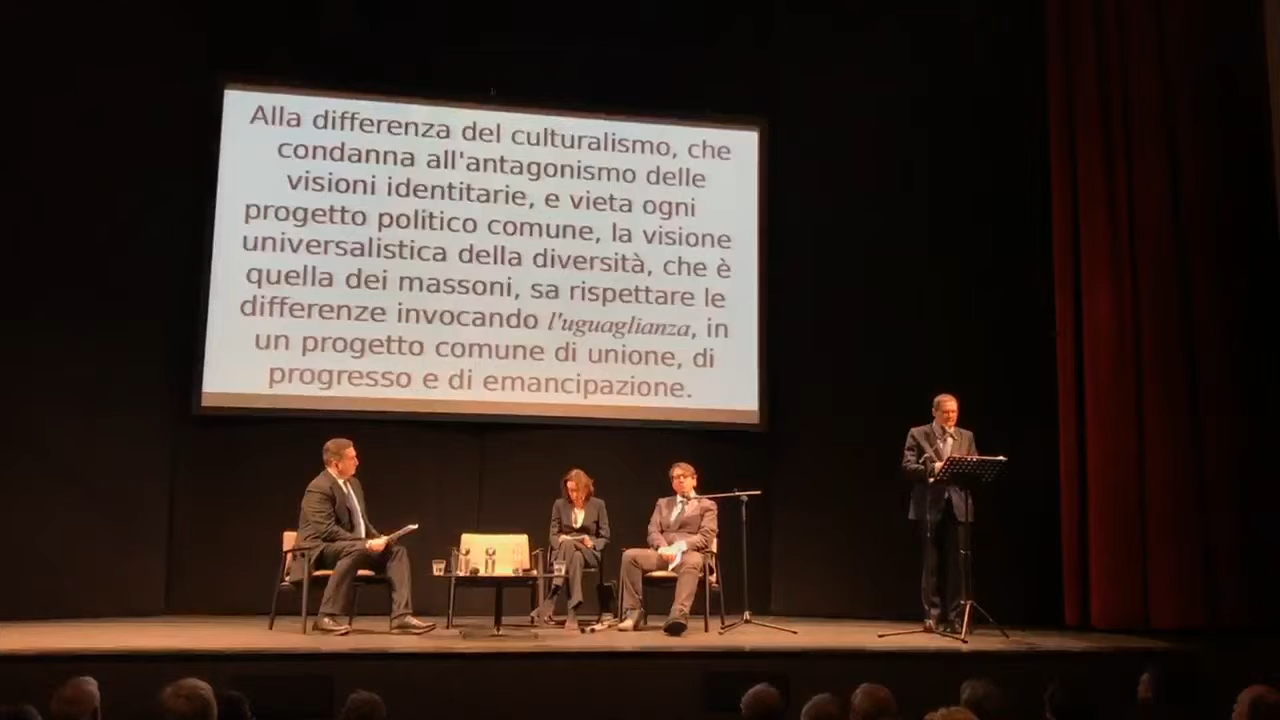 Alla differenza del culturalismo, che
condanna all'antagonismo delle
visioni identitarie, e vieta ogni
progetto politico comune, la visione
universalistica della diversità, che è
quella dei massoni, sa rispettare le
differenze invocando l'uguaglianza, in
un progetto comune di unione, di
progresso e di emancipazione.